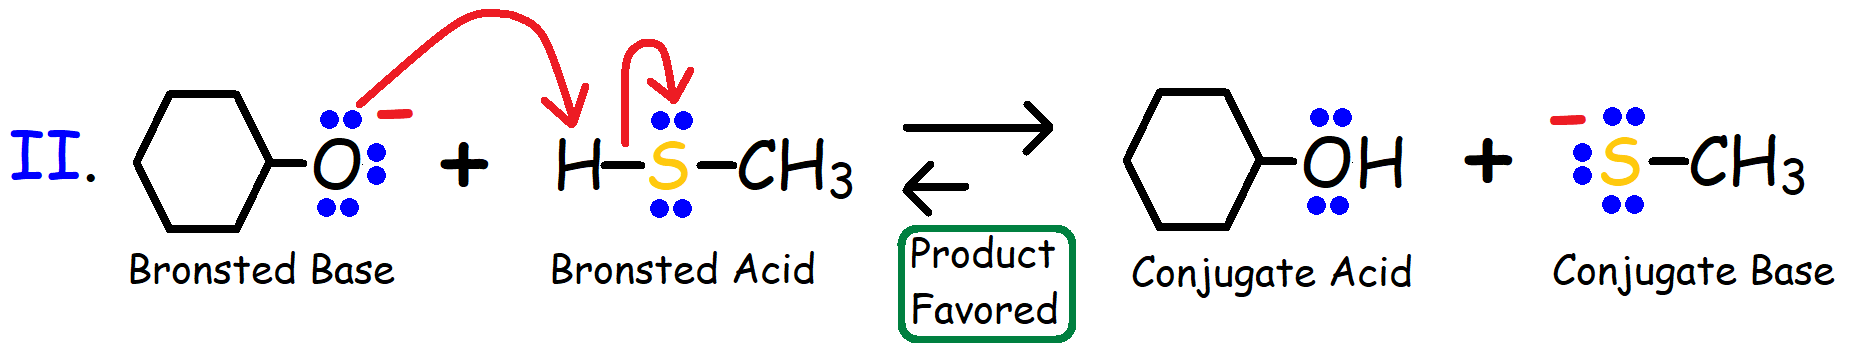 II. O − + H—S—CH3 OH + − S—CH3
Bronsted Base Bronsted Acid Product Favored Conjugate Acid Conjugate Base